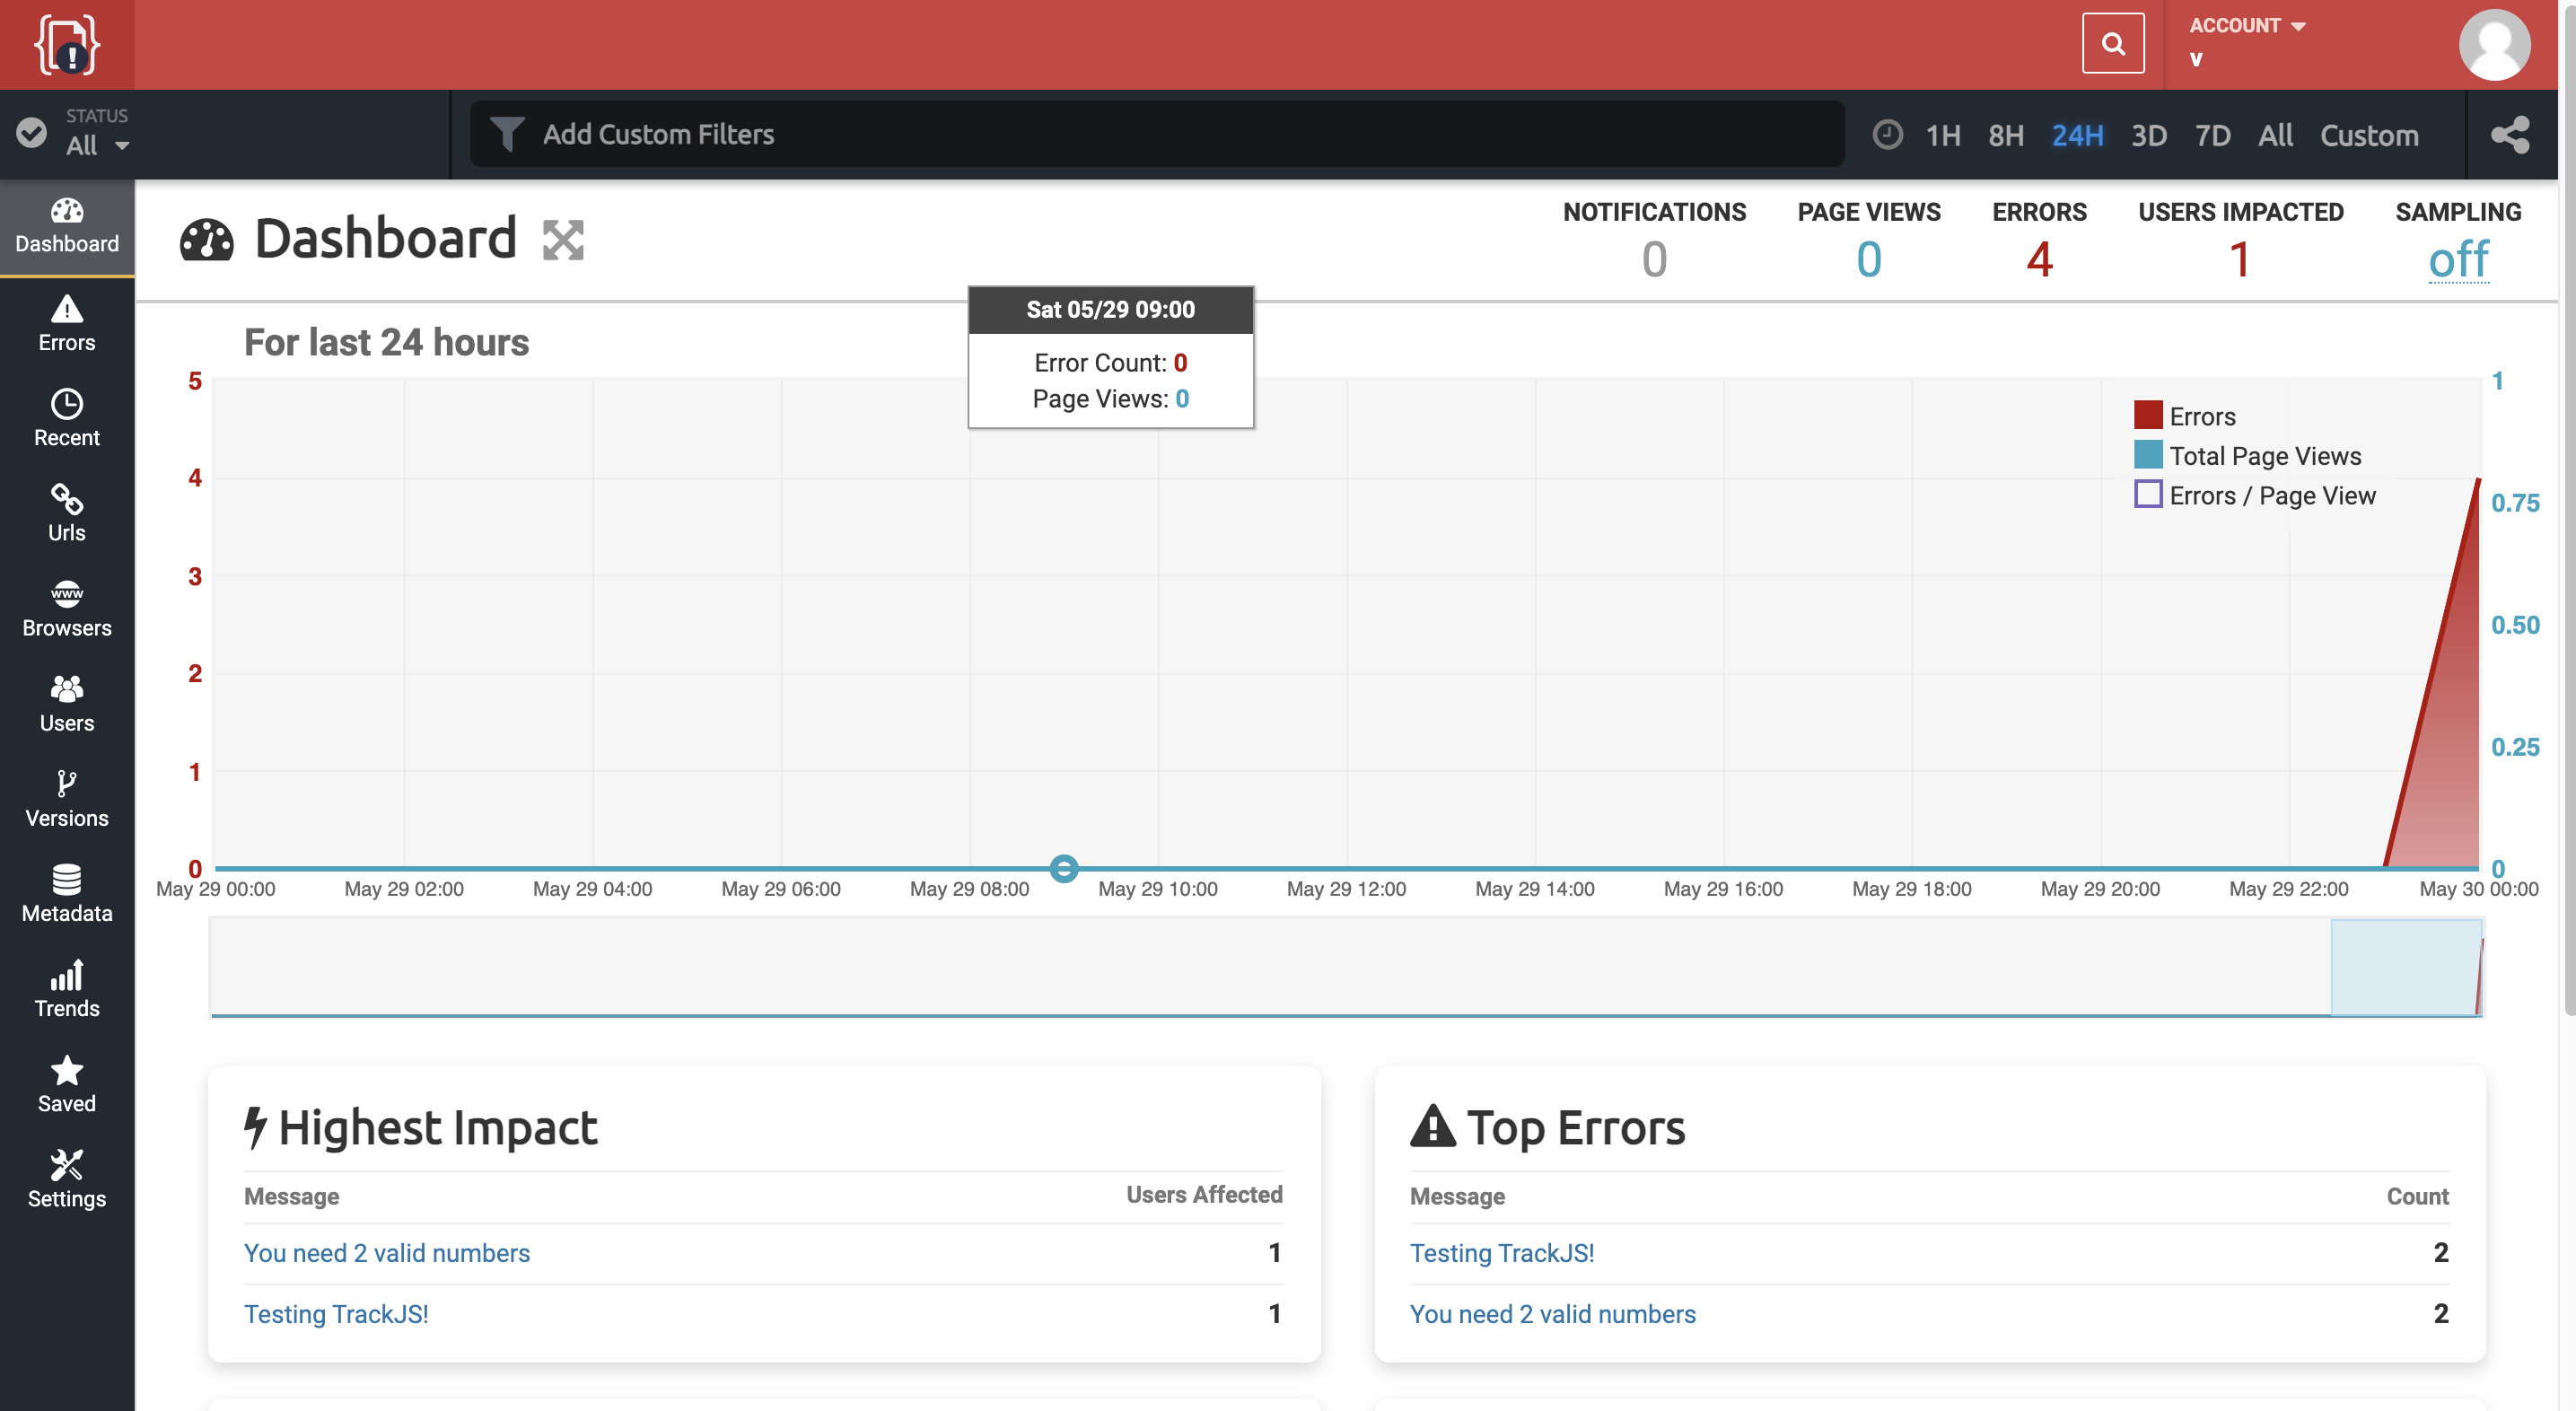 ACCOUNT
v
STATUS
All
Add Custom Filters
1H 8H 24H 3D 7D All Custom
Dashboard
Errors
Recent
Urls
www
Browsers
Users
Versions
Metadata
Trends
Saved
Settings
Dashboard
NOTIFICATIONS PAGE VIEWS ERRORS USERS IMPACTED SAMPLING
0 0 4 1 off
For last 24 hours
Sat 05/29 09:00
Error Count: 0
Page Views: 0
5
4
3
2
1
0
Errors
Total Page Views
Errors / Page View
1
0.75
0.50
0.25
0
May 29 00:00 May 29 02:00 May 29 04:00 May 29 06:00 May 29 08:00 May 29 10:00 May 29 12:00 May 29 14:00 May 29 16:00 May 29 18:00 May 29 20:00 May 29 22:00 May 30 00:00
Highest Impact
Message Users Affected
You need 2 valid numbers 1
Testing TrackJS! 1
Top Errors
Message Count
Testing TrackJS! 2
You need 2 valid numbers 2